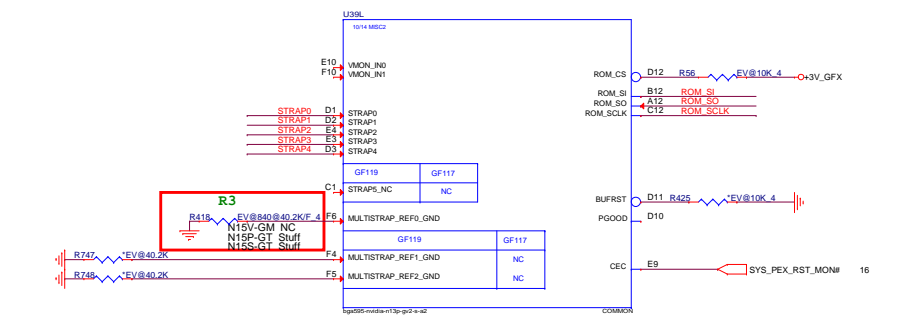 U39L
10/14 MISC2
E10 VMON_IN0
F10 VMON_IN1
ROM_CS D12 R56 EV@10K_4 +3V_GFX
ROM_SI B12 ROM_SI
ROM_SO A12 ROM_SO
ROM_SCLK C12 ROM_SCLK
STRAP0 D1 STRAP0
STRAP1 D2 STRAP1
STRAP2 E4 STRAP2
STRAP3 E3 STRAP3
STRAP4 D3 STRAP4
GF119 GF117
C1 STRAP5_NC NC
R3
BUFRST D11 R425 *EV@10K_4
R418 EV@840@40.2K/F_4 F6 MULTISTRAP_REF0_GND
PGOOD D10
N15V-GM NC
N15P-GT Stuff
N15S-GT Stuff
GF119 GF117
R747 *EV@40.2K F4 MULTISTRAP_REF1_GND NC
CEC E9 SYS_PEX_RST_MON# 16
R748 *EV@40.2K F5 MULTISTRAP_REF2_GND NC
bga595-nvidia-n13p-gv2-s-a2 COMMON